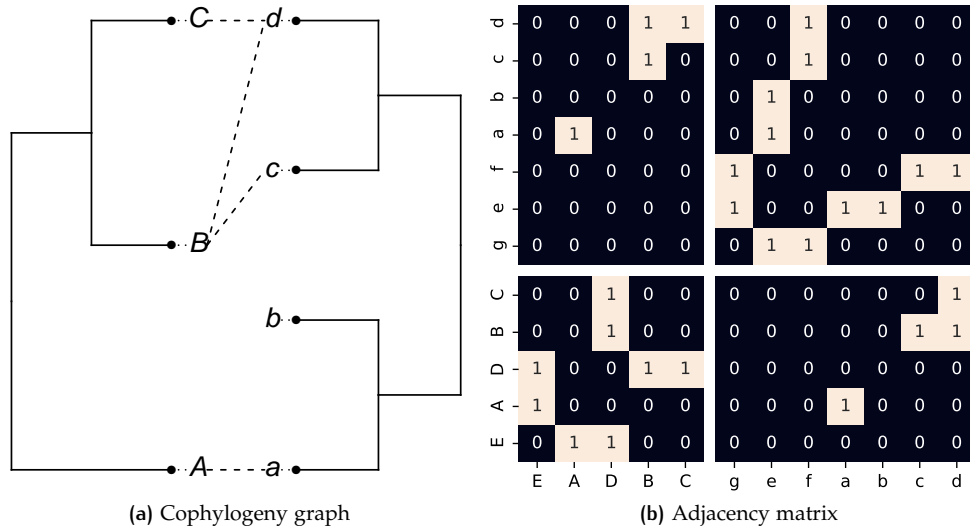 C d
c
B
b
A a
(a) Cophylogeny graph
d 0 0 0 1 1 0 0 1 0 0 0 0
c 0 0 0 1 0 0 0 1 0 0 0 0
b 0 0 0 0 0 0 1 0 0 0 0 0
a 0 1 0 0 0 0 1 0 0 0 0 0
f 0 0 0 0 0 1 0 0 0 0 1 1
e 0 0 0 0 0 1 0 0 1 1 0 0
g 0 0 0 0 0 0 1 1 0 0 0 0
C 0 0 1 0 0 0 0 0 0 0 0 1
B 0 0 1 0 0 0 0 0 0 0 1 1
D 1 0 0 1 1 0 0 0 0 0 0 0
A 1 0 0 0 0 0 0 0 1 0 0 0
E 0 1 1 0 0 0 0 0 0 0 0 0
E A D B C g e f a b c d
(b) Adjacency matrix